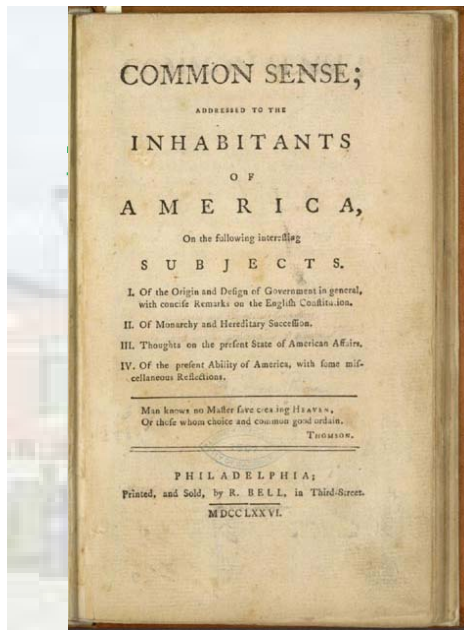 COMMON SENSE;
ADDRESSED TO THE
INHABITANTS
OF
AMERICA,
On the following intereſting
SUBJECTS.
I. Of the Origin and Deſign of Government in general,
with conciſe Remarks on the Engliſh Conſtitution.
II. Of Monarchy and Hereditary Succeſſion.
III. Thoughts on the preſent State of American Affairs.
IV. Of the preſent Ability of America, with ſome miſ-
cellaneous Reflections.
Man knows no Maſter ſave creating HEAVEN,
Or thoſe whom choice and common good ordain.
THOMSON.
PHILADELPHIA;
Printed, and Sold, by R. BELL, in Third-Street.
MDCCLXXVI.